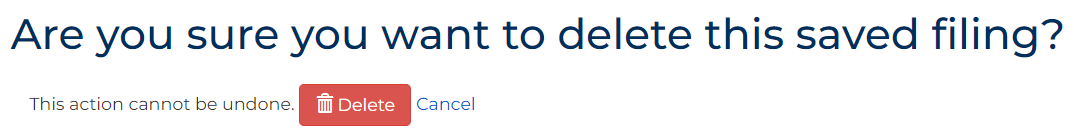 Are you sure you want to delete this saved filing?
This action cannot be undone. Delete Cancel